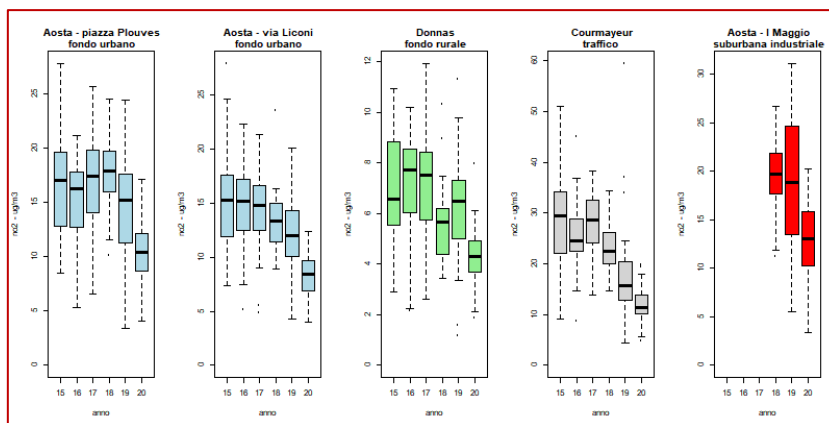 Aosta - piazza Plouves
fondo urbano
no2 - ug/m3
0
5
10
15
20
25
15 16 17 18 19 20
anno
Aosta - via Liconi
fondo urbano
no2 - ug/m3
0
5
10
15
20
25
15 16 17 18 19 20
anno
Donnas
fondo rurale
no2 - ug/m3
0
2
4
6
8
10
12
15 16 17 18 19 20
anno
Courmayeur
traffico
no2 - ug/m3
0
10
20
30
40
50
60
15 16 17 18 19 20
anno
Aosta - I Maggio
suburbana industriale
no2 - ug/m3
0
5
10
15
20
25
30
15 16 17 18 19 20
anno